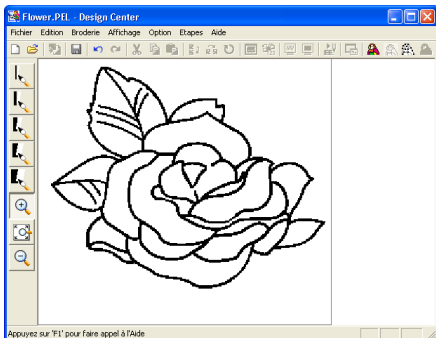 Flower.PEL - Design Center
Fichier Edition Broderie Affichage Option Etapes Aide
Appuyez sur 'F1' pour faire appel à l'Aide